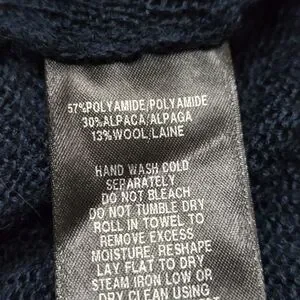 57%POLYAMIDE/POLYAMIDE
30%ALPACA/ALPAGA
13%WOOL/LAINE
HAND WASH COLD
SEPARATELY
DO NOT BLEACH
DO NOT TUMBLE DRY
ROLL IN TOWEL TO
REMOVE EXCESS
MOISTURE, RESHAPE
LAY FLAT TO DRY
STEAM IRON LOW OR
DRY CLEAN USING